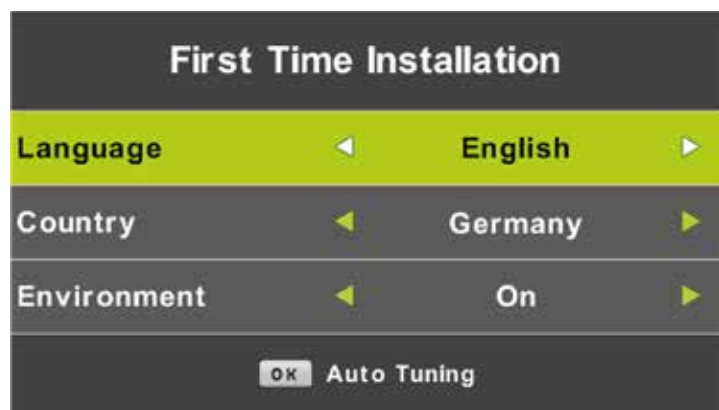 First Time Installation
Language English
Country Germany
Environment On
OK Auto Tuning